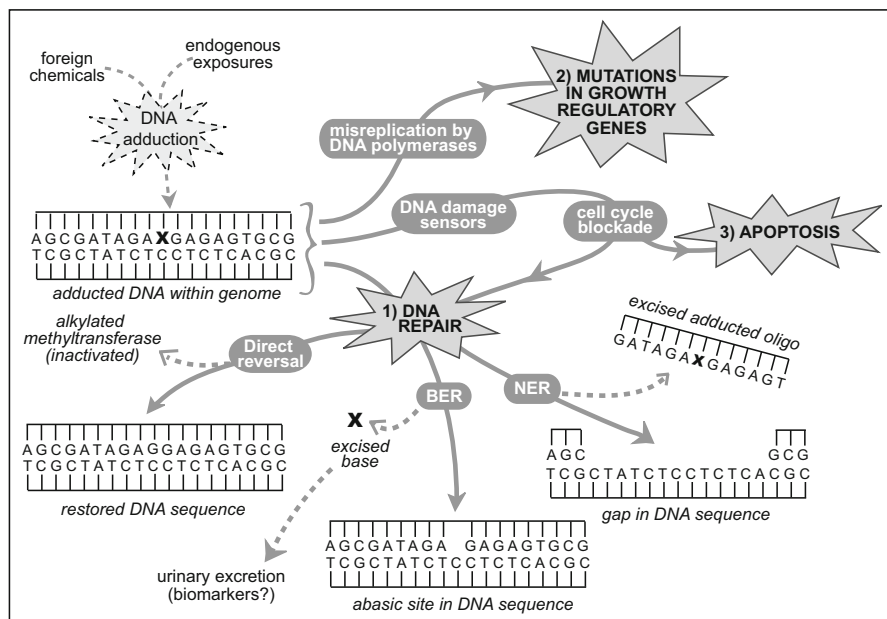 foreign
chemicals
endogenous
exposures
DNA
adduction
AGCGATAGAXGAGAGTGCG
TCGCTATCTCCTCTCACGC
adducted DNA within genome
misreplication by
DNA polymerases
2) MUTATIONS
IN GROWTH
REGULATORY
GENES
DNA damage
sensors
cell cycle
blockade
3) APOPTOSIS
1) DNA
REPAIR
alkylated
methyltransferase
(inactivated)
Direct
reversal
AGCGATAGAGGAGAGTGCG
TCGCTATCTCCTCTCACGC
restored DNA sequence
BER
X
excised
base
urinary excretion
(biomarkers?)
AGCGATAGA GAGAGTGCG
TCGCTATCTCCTCTCACGC
abasic site in DNA sequence
NER
excised adducted oligo
GATAGAXGAGAGT
AGC GCG
TCGCTATCTCCTCTCACGC
gap in DNA sequence